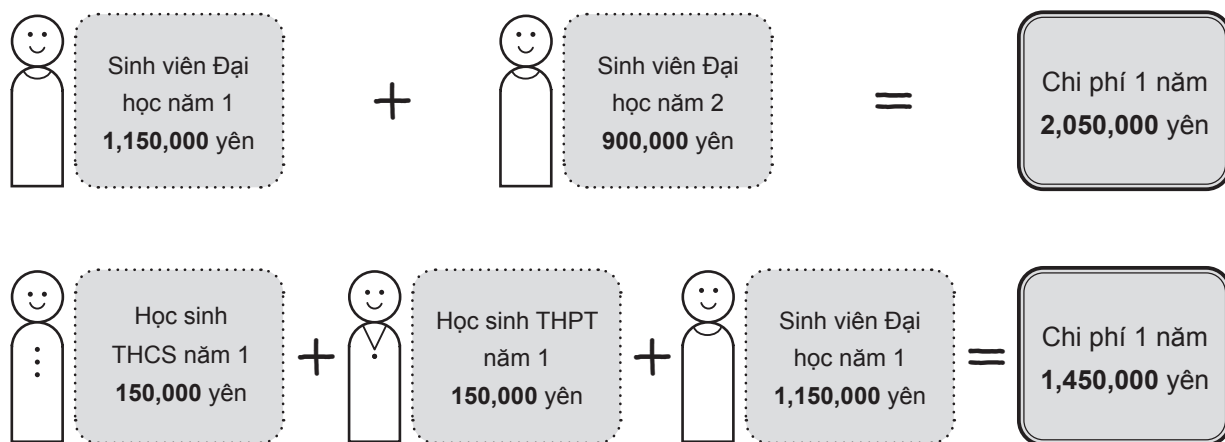 Sinh viên Đại
học năm 1
1,150,000 yên
+
Sinh viên Đại
học năm 2
900,000 yên
=
Chi phí 1 năm
2,050,000 yên
Học sinh
THCS năm 1
150,000 yên
+
Học sinh THPT
năm 1
150,000 yên
+
Sinh viên Đại
học năm 1
1,150,000 yên
=
Chi phí 1 năm
1,450,000 yên